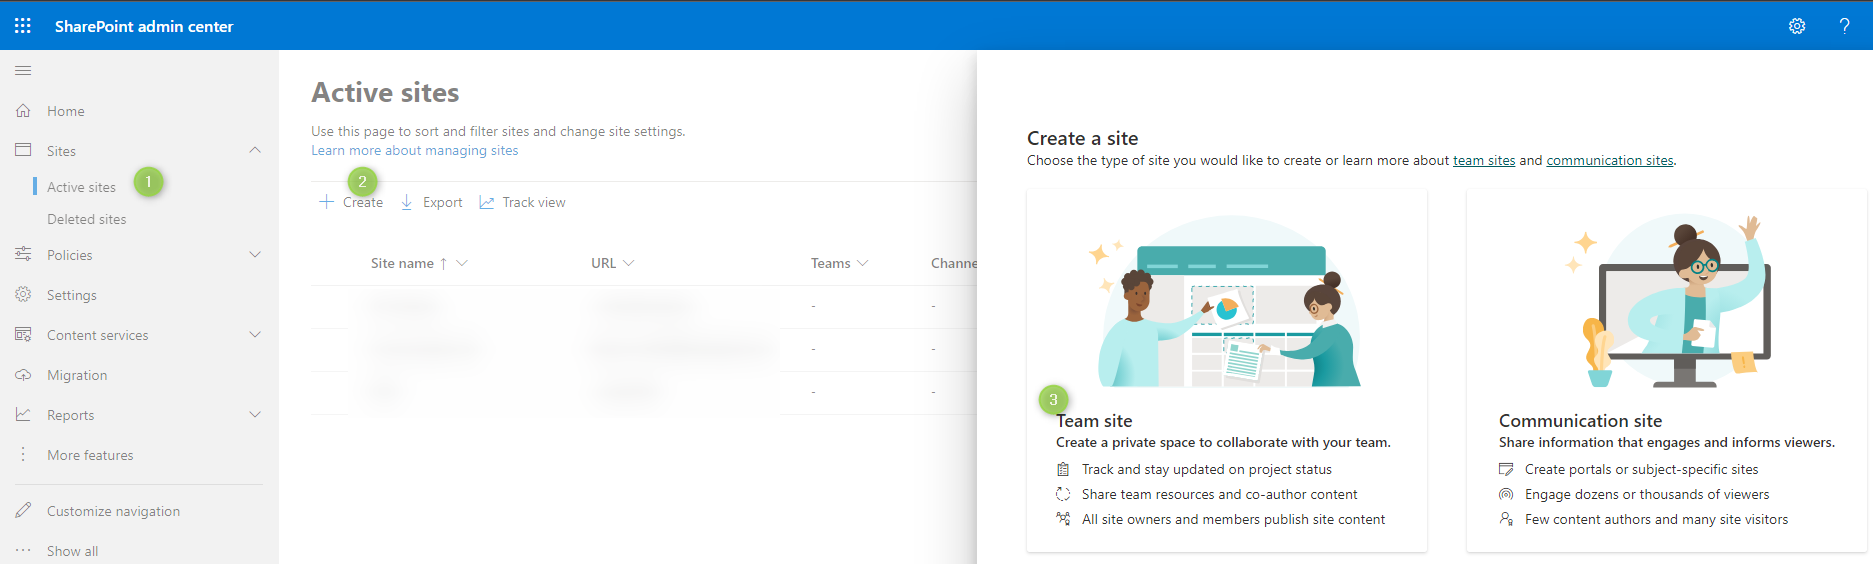 SharePoint admin center
?
Home
Sites
Active sites
1
Deleted sites
Policies
Settings
Content services
Migration
Reports
More features
Customize navigation
Show all
Active sites
Use this page to sort and filter sites and change site settings.
Learn more about managing sites
2
Create Export Track view
Site name ↑ URL Teams Channe
- -
- -
- -
Create a site
Choose the type of site you would like to create or learn more about team sites and communication sites.
3
Team site
Create a private space to collaborate with your team.
Track and stay updated on project status
Share team resources and co-author content
All site owners and members publish site content
Communication site
Share information that engages and informs viewers.
Create portals or subject-specific sites
Engage dozens or thousands of viewers
Few content authors and many site visitors